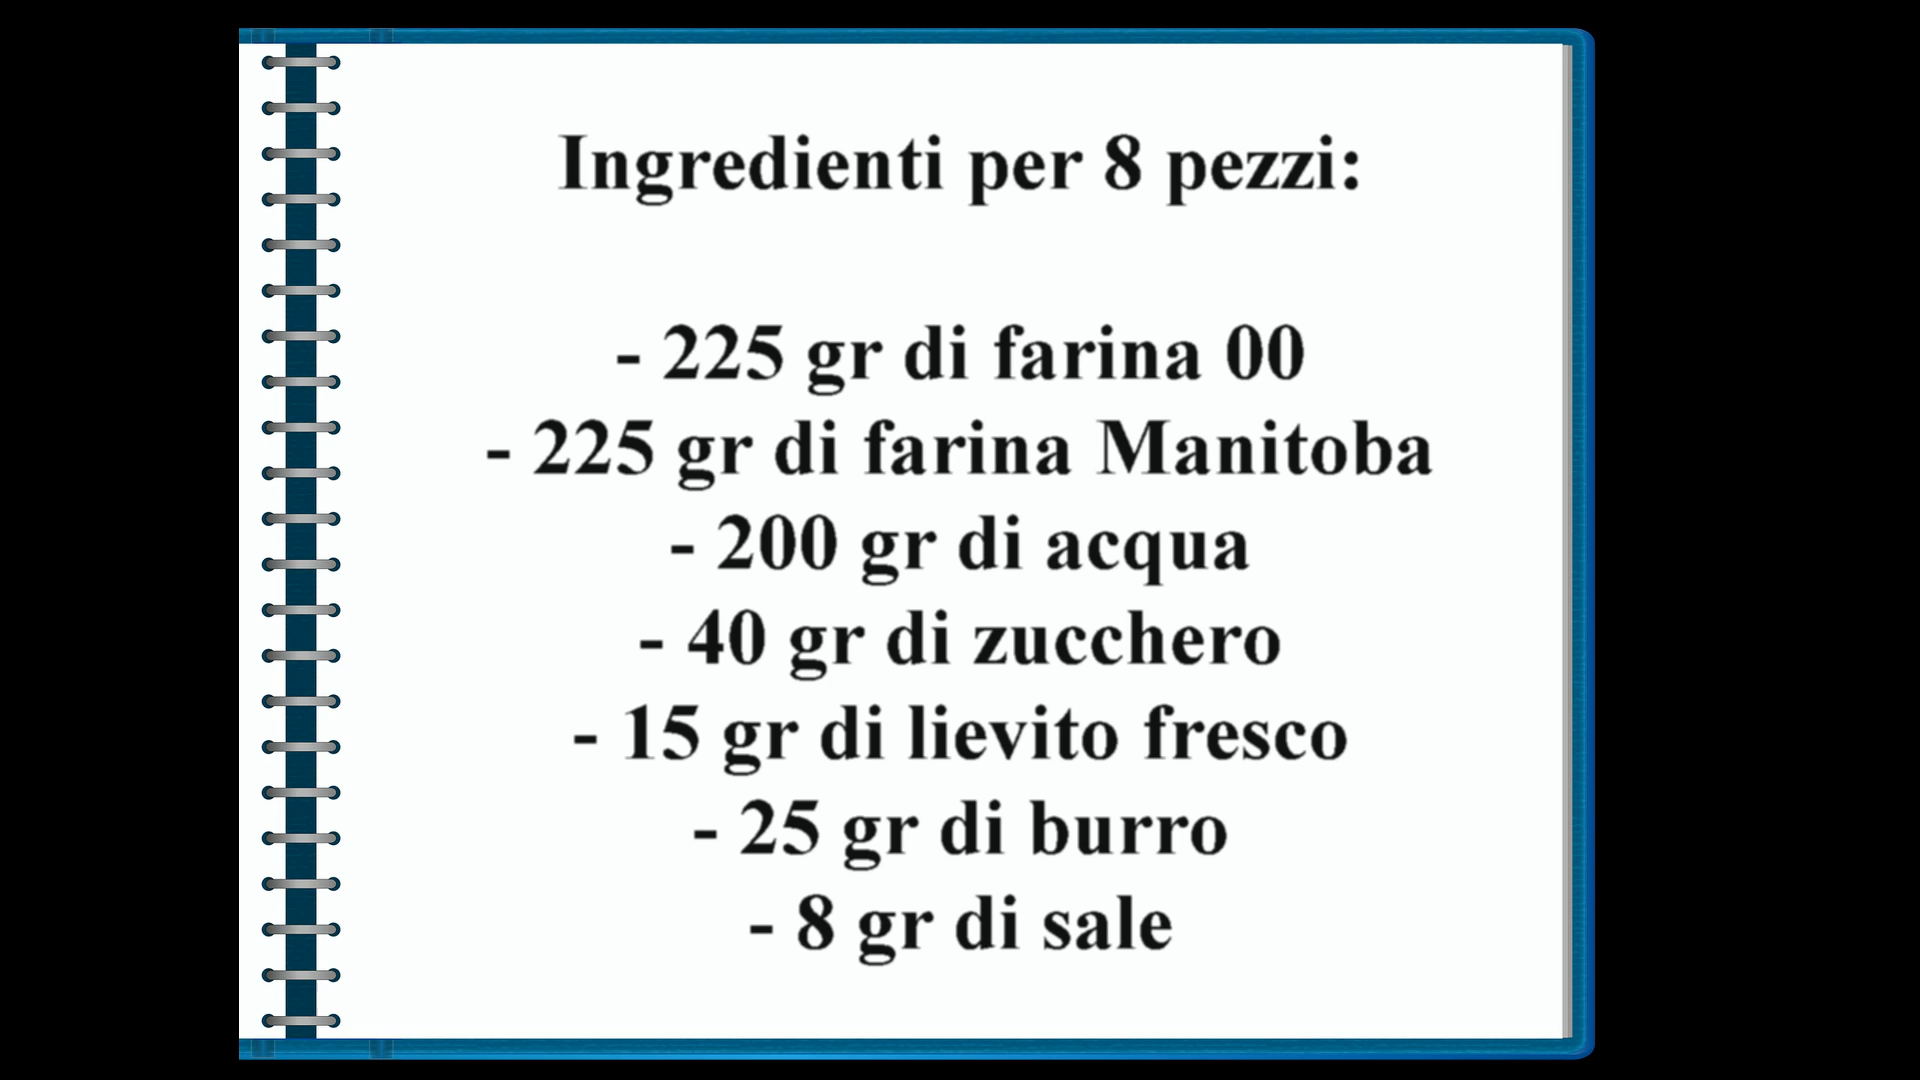 Ingredienti per 8 pezzi:
- 225 gr di farina 00
- 225 gr di farina Manitoba
- 200 gr di acqua
- 40 gr di zucchero
- 15 gr di lievito fresco
- 25 gr di burro
- 8 gr di sale